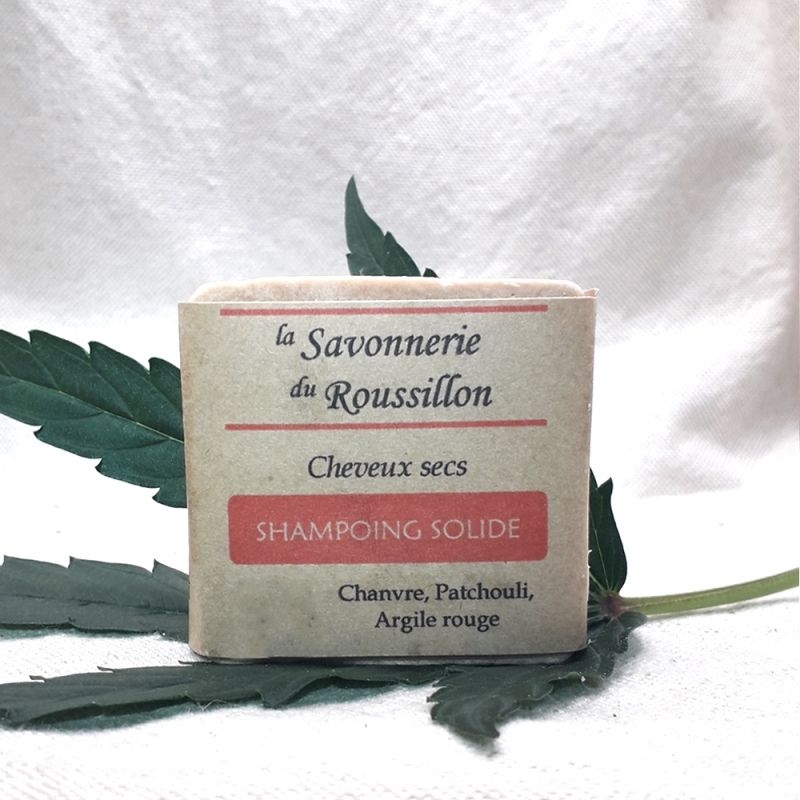 la Savonnerie
du Roussillon
Cheveux secs
SHAMPOING SOLIDE
Chanvre, Patchouli,
Argile rouge